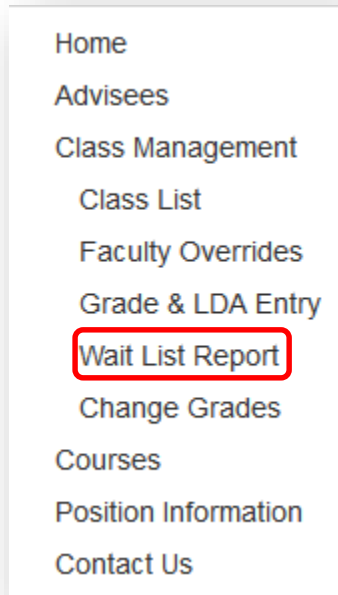 Home
Advisees
Class Management
Class List
Faculty Overrides
Grade & LDA Entry
Wait List Report
Change Grades
Courses
Position Information
Contact Us